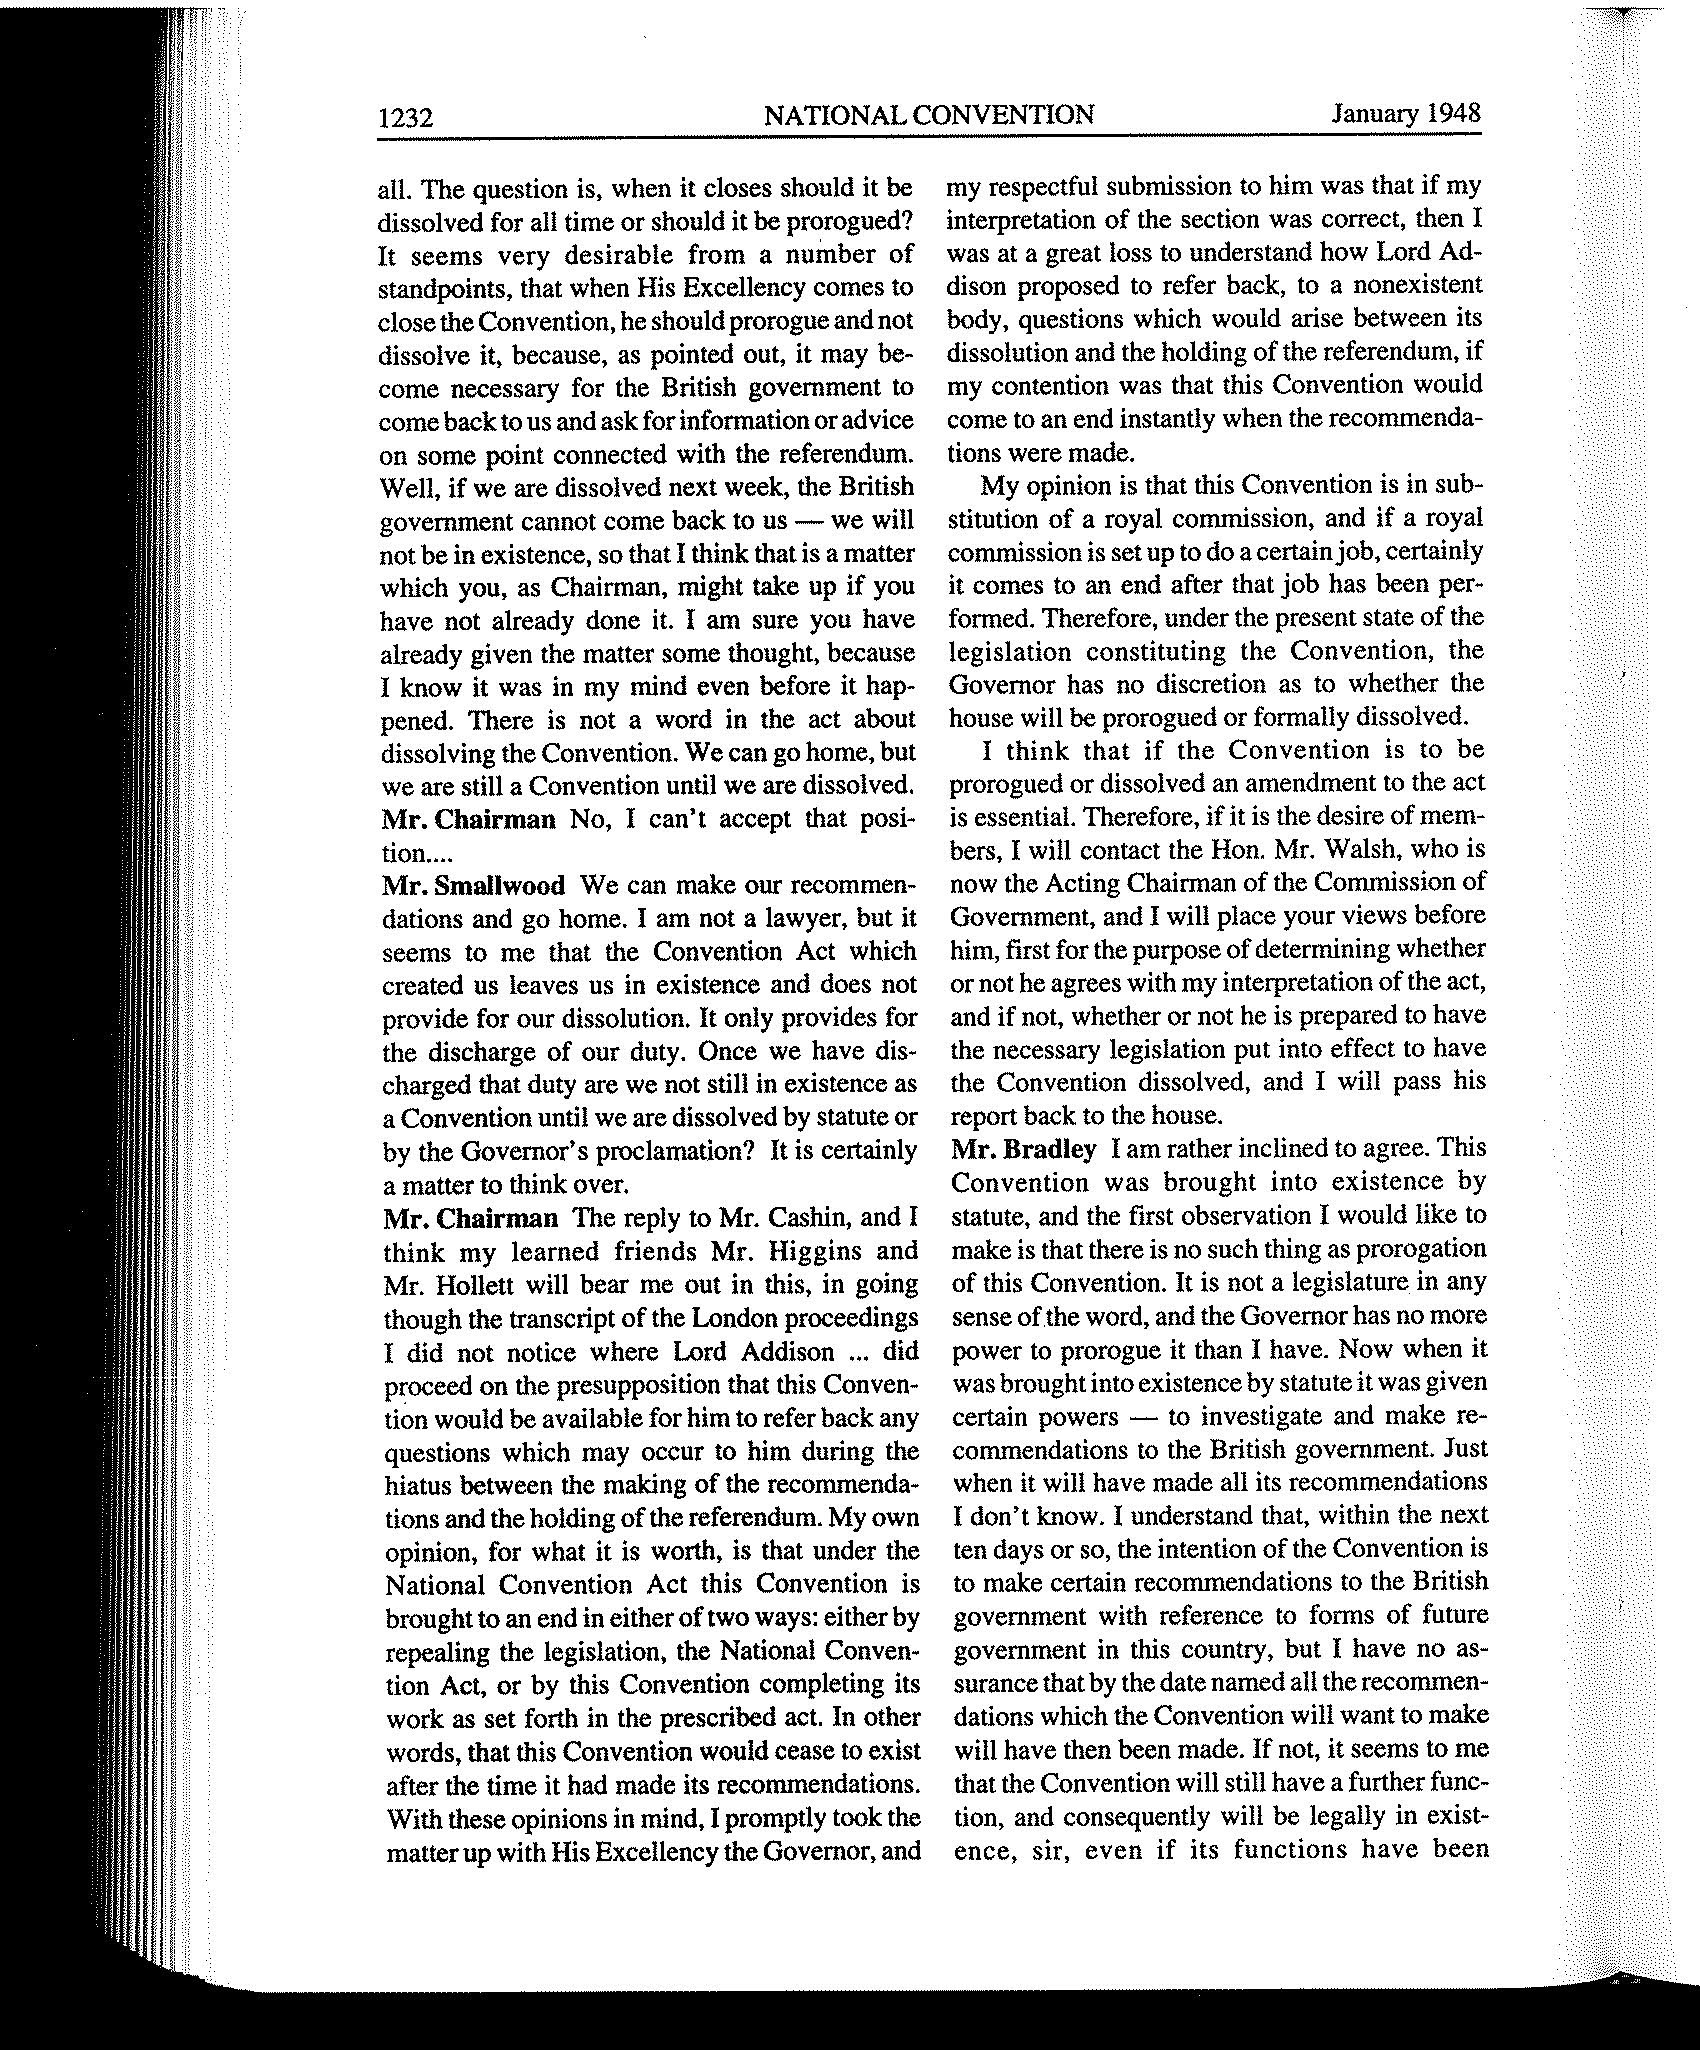 1232 NATIONAL CONVENTION January 1948
all. The question is, when it closes should it be
dissolved for all time or should it be prorogued?
It seems very desirable from a number of
standpoints, that when His Excellency comes to
close the Convention, he should prorogue and not
dissolve it, because, as pointed out, it may be-
come necessary for the British government to
come back to us and ask for information or advice
on some point connected with the referendum.
Well, if we are dissolved next week, the British
government cannot come back to us — we will
not be in existence, so that I think that is a matter
which you, as Chairman, might take up if you
have not already done it. I am sure you have
already given the matter some thought, because
I know it was in my mind even before it hap-
pened. There is not a word in the act about
dissolving the Convention. We can go home, but
we are still a Convention until we are dissolved.
Mr. Chairman No, I can't accept that posi-
tion....
Mr. Smallwood We can make our recommen-
dations and go home. I am not a lawyer, but it
seems to me that the Convention Act which
created us leaves us in existence and does not
provide for our dissolution. It only provides for
the discharge of our duty. Once we have dis-
charged that duty are we not still in existence as
a Convention until we are dissolved by statute or
by the Governor's proclamation? It is certainly
a matter to think over.
Mr. Chairman The reply to Mr. Cashin, and I
think my learned friends Mr. Higgins and
Mr. Hollett will bear me out in this, in going
though the transcript of the London proceedings
I did not notice where Lord Addison ... did
proceed on the presupposition that this Conven-
tion would be available for him to refer back any
questions which may occur to him during the
hiatus between the making of the recommenda-
tions and the holding of the referendum. My own
opinion, for what it is worth, is that under the
National Convention Act this Convention is
brought to an end in either of two ways: either by
repealing the legislation, the National Conven-
tion Act, or by this Convention completing its
work as set forth in the prescribed act. In other
words, that this Convention would cease to exist
after the time it had made its recommendations.
With these opinions in mind, I promptly took the
matter up with His Excellency the Governor, and
my respectful submission to him was that if my
interpretation of the section was correct, then I
was at a great loss to understand how Lord Ad-
dison proposed to refer back, to a nonexistent
body, questions which would arise between its
dissolution and the holding of the referendum, if
my contention was that this Convention would
come to an end instantly when the recommenda-
tions were made.
My opinion is that this Convention is in sub-
stitution of a royal commission, and if a royal
commission is set up to do a certain job, certainly
it comes to an end after that job has been per-
formed. Therefore, under the present state of the
legislation constituting the Convention, the
Governor has no discretion as to whether the
house will be prorogued or formally dissolved.
I think that if the Convention is to be
prorogued or dissolved an amendment to the act
is essential. Therefore, if it is the desire of mem-
bers, I will contact the Hon. Mr. Walsh, who is
now the Acting Chairman of the Commission of
Government, and I will place your views before
him, first for the purpose of determining whether
or not he agrees with my interpretation of the act,
and if not, whether or not he is prepared to have
the necessary legislation put into effect to have
the Convention dissolved, and I will pass his
report back to the house.
Mr. Bradley I am rather inclined to agree. This
Convention was brought into existence by
statute, and the first observation I would like to
make is that there is no such thing as prorogation
of this Convention. It is not a legislature in any
sense of the word, and the Governor has no more
power to prorogue it than I have. Now when it
was brought into existence by statute it was given
certain powers — to investigate and make re-
commendations to the British government. Just
when it will have made all its recommendations
I don't know. I understand that, within the next
ten days or so, the intention of the Convention is
to make certain recommendations to the British
government with reference to forms of future
government in this country, but I have no as-
surance that by the date named all the recommen-
dations which the Convention will want to make
will have then been made. If not, it seems to me
that the Convention will still have a further func-
tion, and consequently will be legally in exist-
ence, sir, even if its functions have been